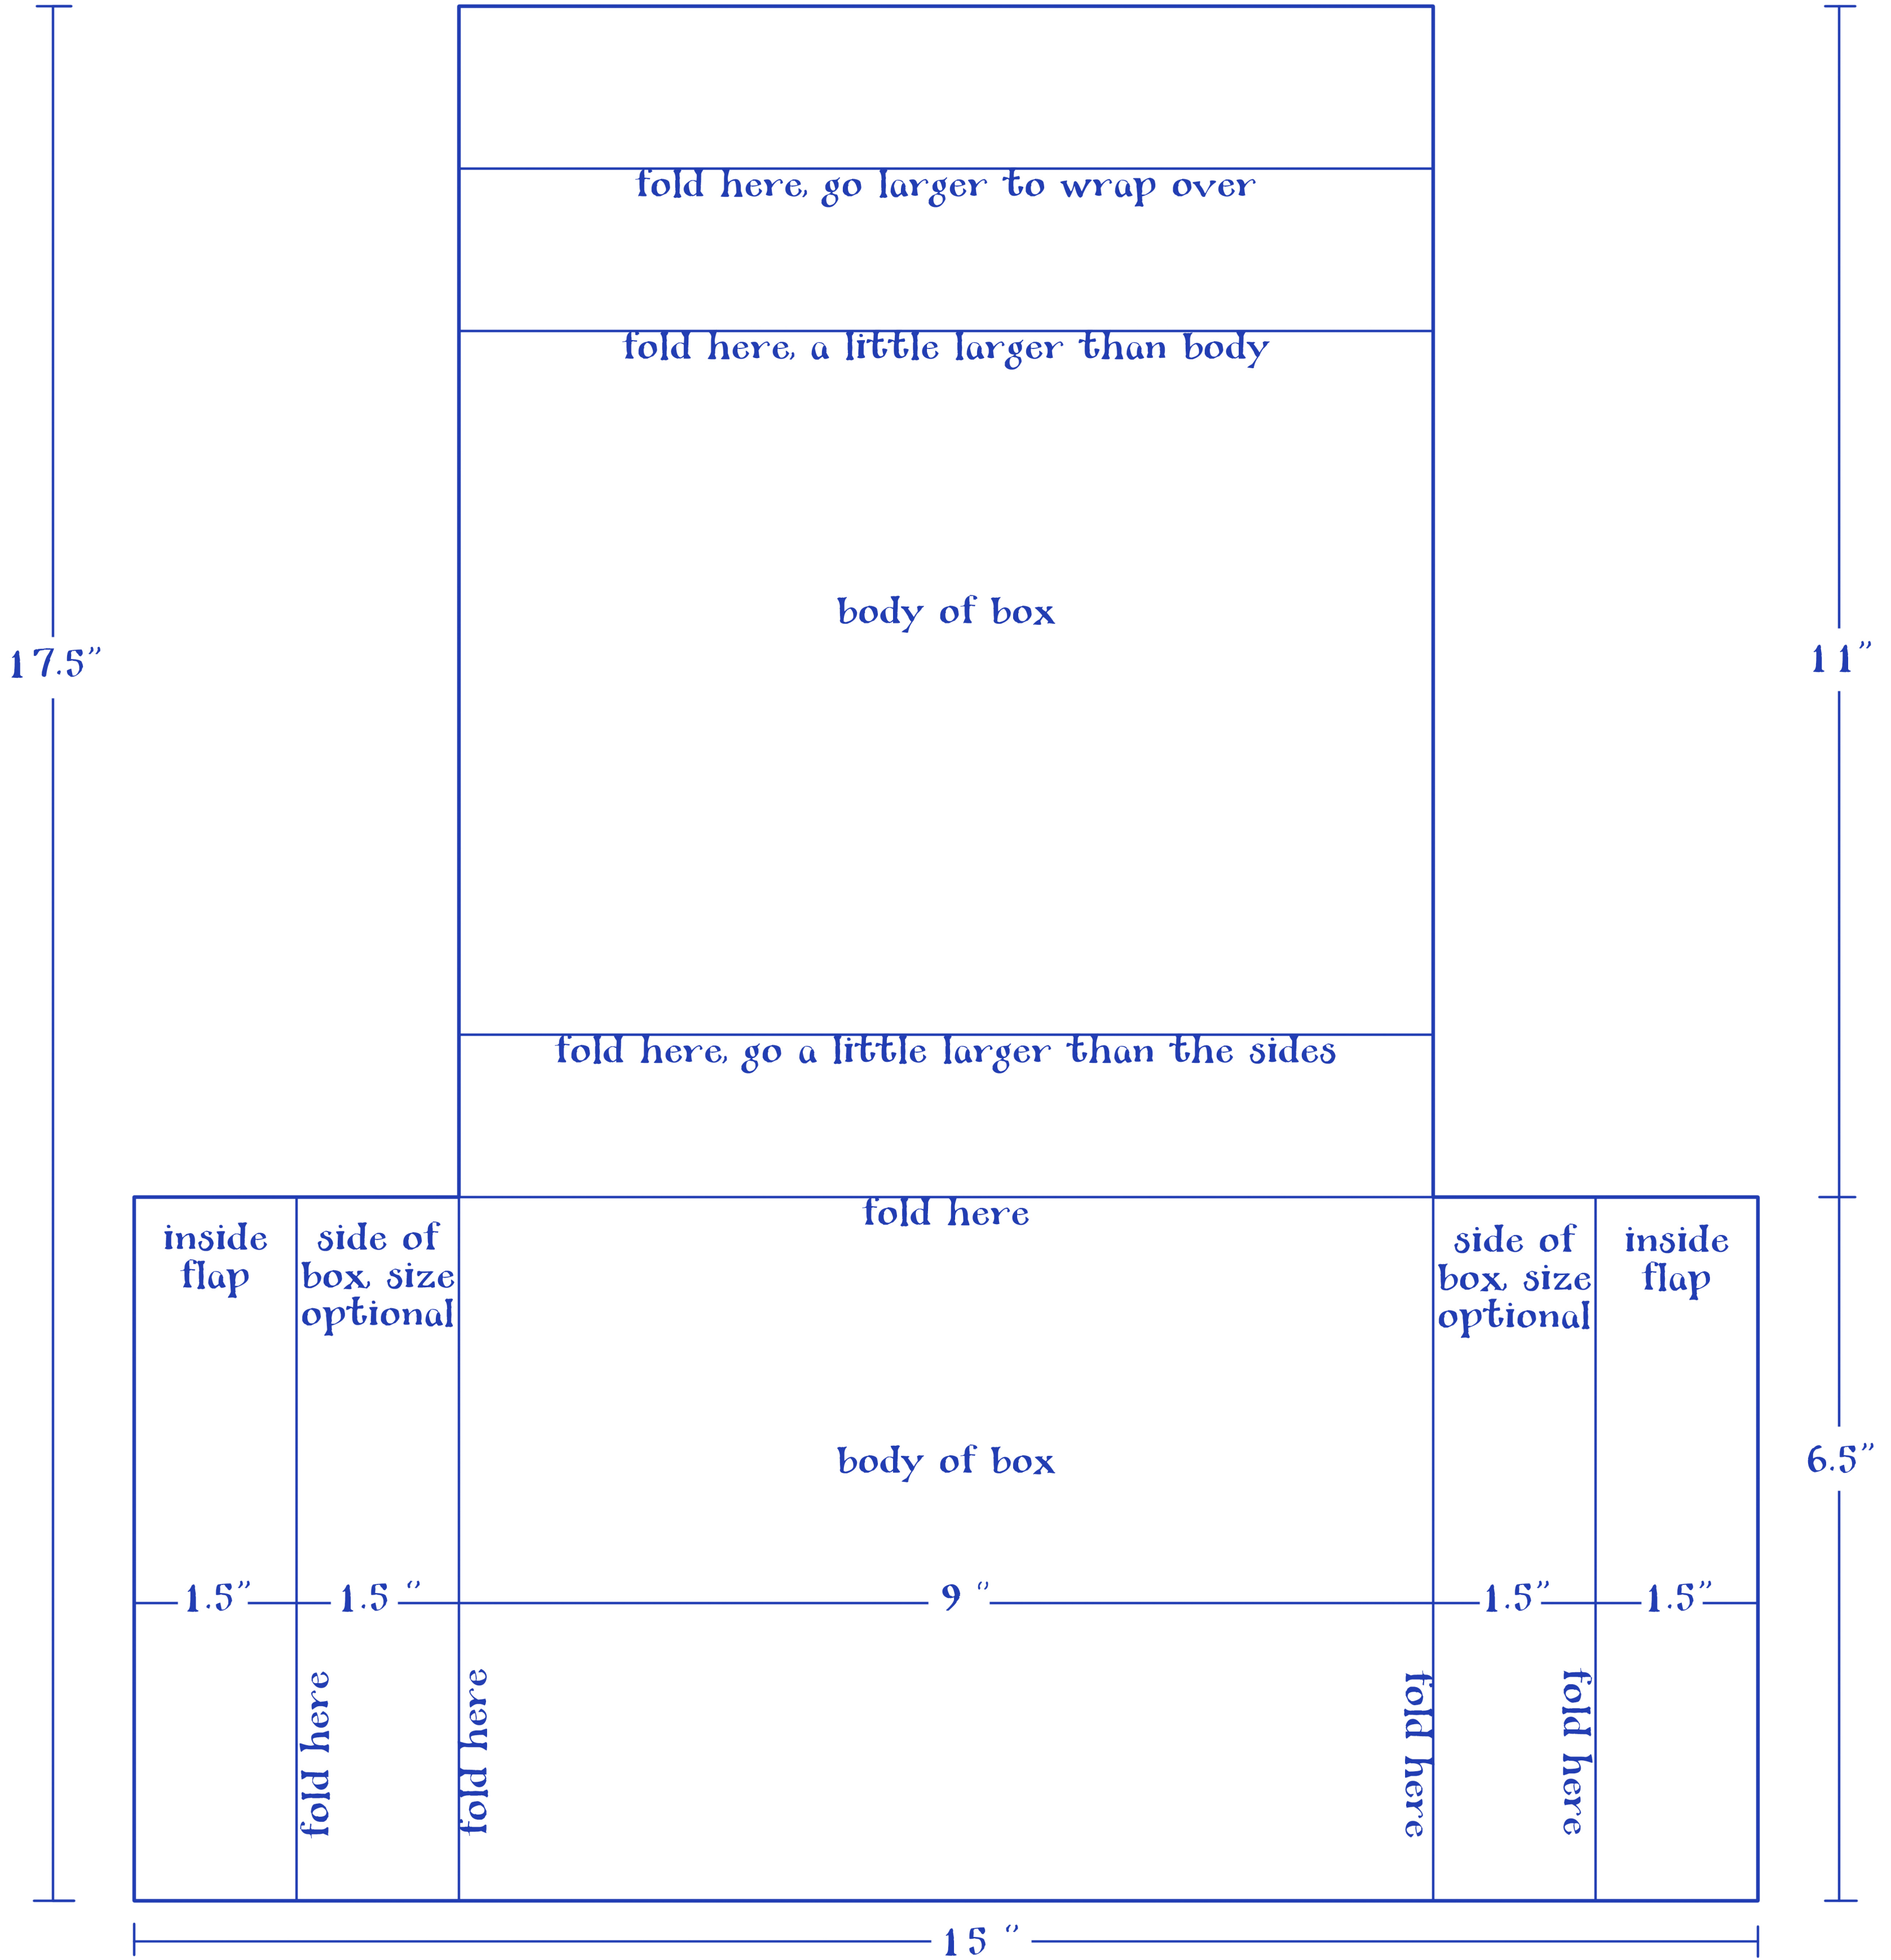 fold here, go larger to wrap over
fold here, a little larger than body
body of box
17.5"
11"
fold here, go a little larger than the sides
fold here
inside
flap
side of
box, size
optional
side of
box, size
optional
inside
flap
body of box
6.5"
1.5"
1.5"
9"
1.5"
1.5"
fold here
fold here
fold here
fold here
15"